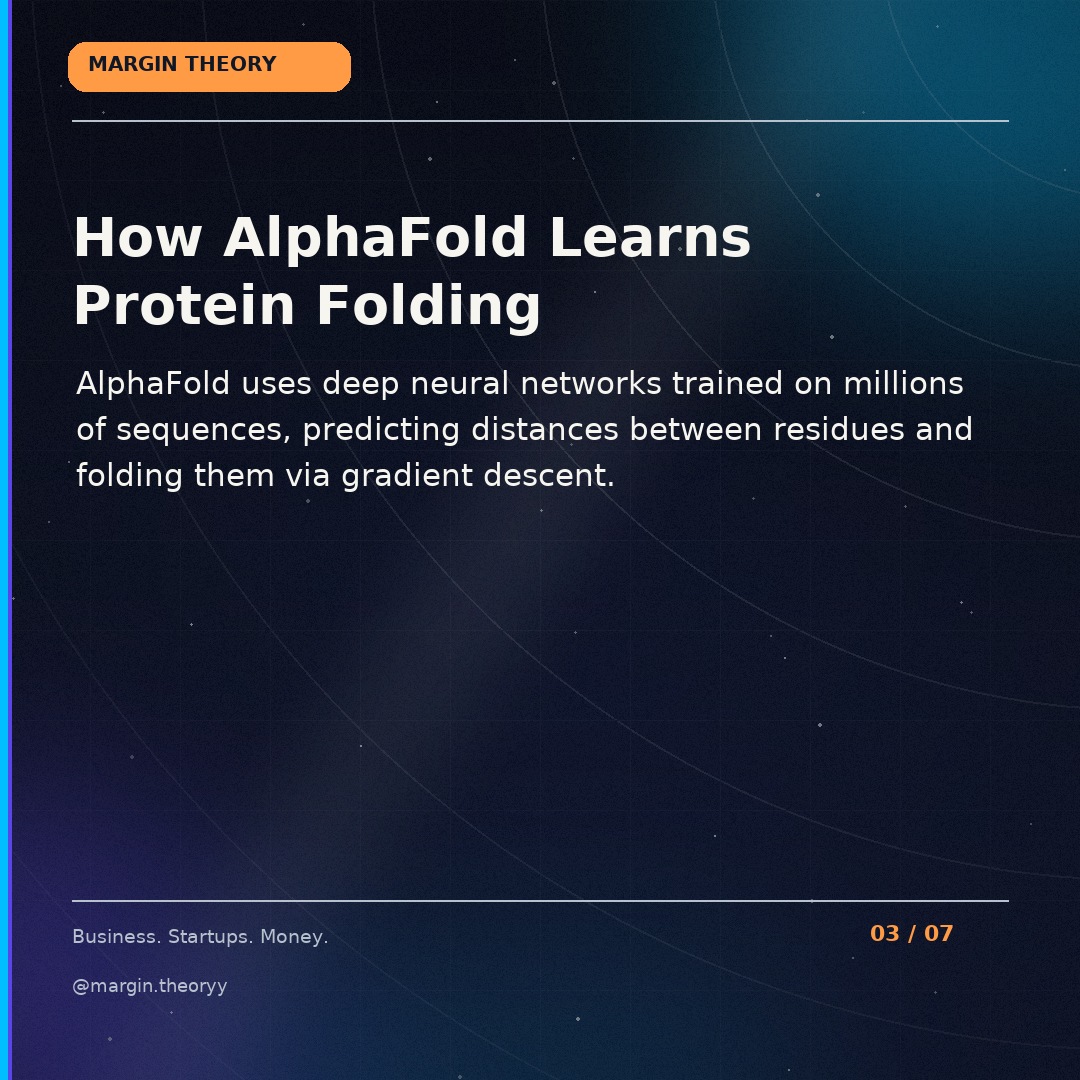 MARGIN THEORY
How AlphaFold Learns
Protein Folding
AlphaFold uses deep neural networks trained on millions
of sequences, predicting distances between residues and
folding them via gradient descent.
Business. Startups. Money.
03 / 07
@margin.theoryy